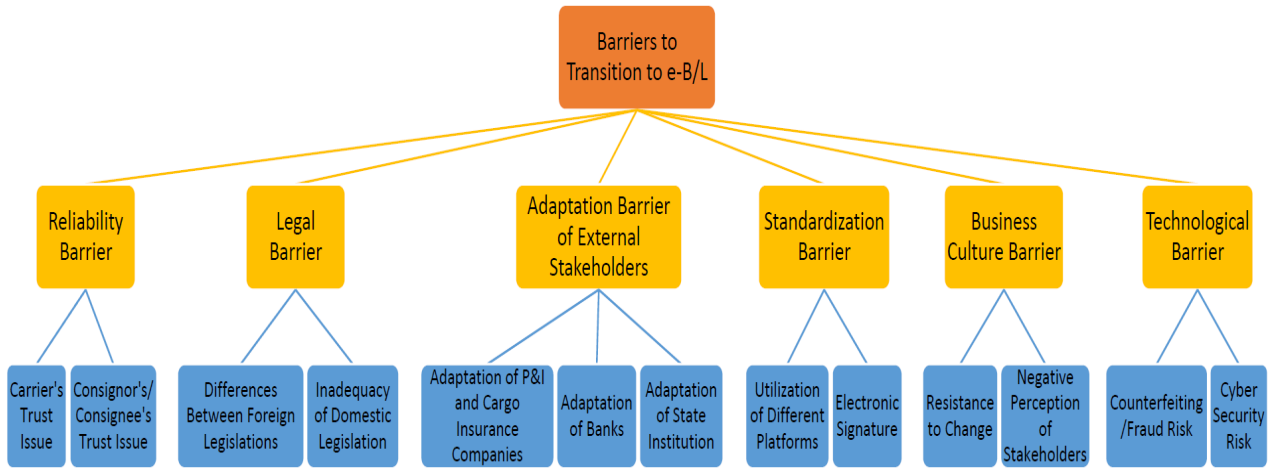 Barriers to
Transition to e-B/L
Reliability
Barrier
Legal
Barrier
Adaptation Barrier
of External
Stakeholders
Standardization
Barrier
Business
Culture Barrier
Technological
Barrier
Carrier's
Trust
Issue
Consignor's/
Consignee's
Trust Issue
Differences
Between Foreign
Legislations
Inadequacy
of Domestic
Legislation
Adaptation of P&I
and Cargo
Insurance
Companies
Adaptation
of Banks
Adaptation
of State
Institution
Utilization
of Different
Platforms
Electronic
Signature
Resistance
to Change
Negative
Perception
of
Stakeholders
Counterfeiting
/Fraud Risk
Cyber
Security
Risk